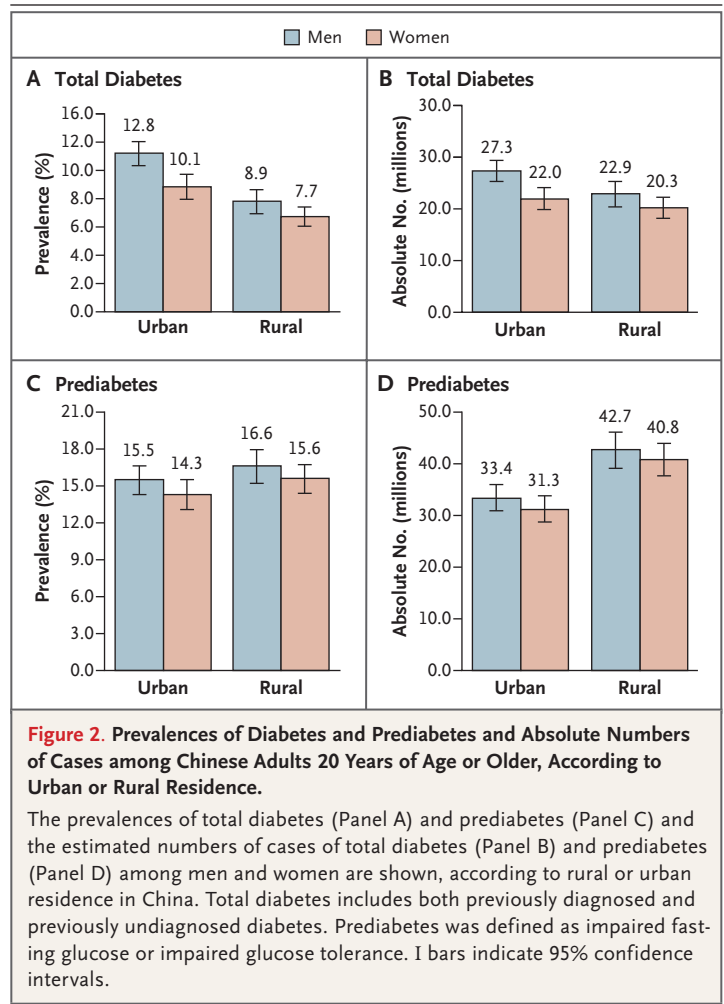 Men Women
A Total Diabetes
16.0
12.0
10.0
8.0
6.0
4.0
2.0
0.0
Prevalence (%)
12.8
10.1
8.9
7.7
Urban Rural
B Total Diabetes
30.0
30.0
20.0
10.0
0.0
Absolute No. (millions)
27.3
22.0
22.9
20.3
Urban Rural
C Prediabetes
21.0
18.0
15.0
12.0
9.0
6.0
3.0
0.0
Prevalence (%)
15.5
14.3
16.6
15.6
Urban Rural
D Prediabetes
50.0
40.0
30.0
20.0
10.0
0.0
Absolute No. (millions)
33.4
31.3
42.7
40.8
Urban Rural
Figure 2. Prevalences of Diabetes and Prediabetes and Absolute Numbers
of Cases among Chinese Adults 20 Years of Age or Older, According to
Urban or Rural Residence.
The prevalences of total diabetes (Panel A) and prediabetes (Panel C) and
the estimated numbers of cases of total diabetes (Panel B) and prediabetes
(Panel D) among men and women are shown, according to rural or urban
residence in China. Total diabetes includes both previously diagnosed and
previously undiagnosed diabetes. Prediabetes was defined as impaired fast-
ing glucose or impaired glucose tolerance. I bars indicate 95% confidence
intervals.